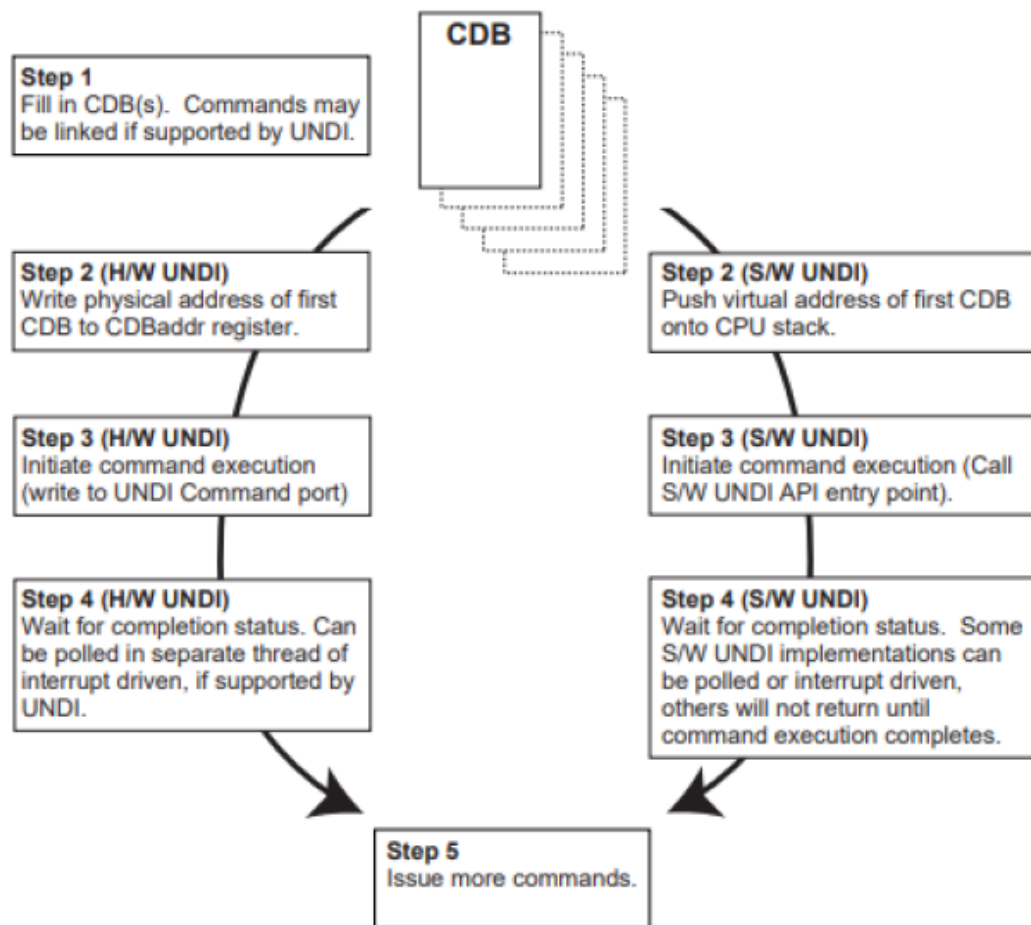 CDB
Step 1
Fill in CDB(s).  Commands may
be linked if supported by UNDI.
Step 2 (H/W UNDI)
Write physical address of first
CDB to CDBaddr register.
Step 2 (S/W UNDI)
Push virtual address of first CDB
onto CPU stack.
Step 3 (H/W UNDI)
Initiate command execution
(write to UNDI Command port)
Step 3 (S/W UNDI)
Initiate command execution (Call
S/W UNDI API entry point).
Step 4 (H/W UNDI)
Wait for completion status. Can
be polled in separate thread of
interrupt driven, if supported by
UNDI.
Step 4 (S/W UNDI)
Wait for completion status.  Some
S/W UNDI implementations can
be polled or interrupt driven,
others will not return until
command execution completes.
Step 5
Issue more commands.